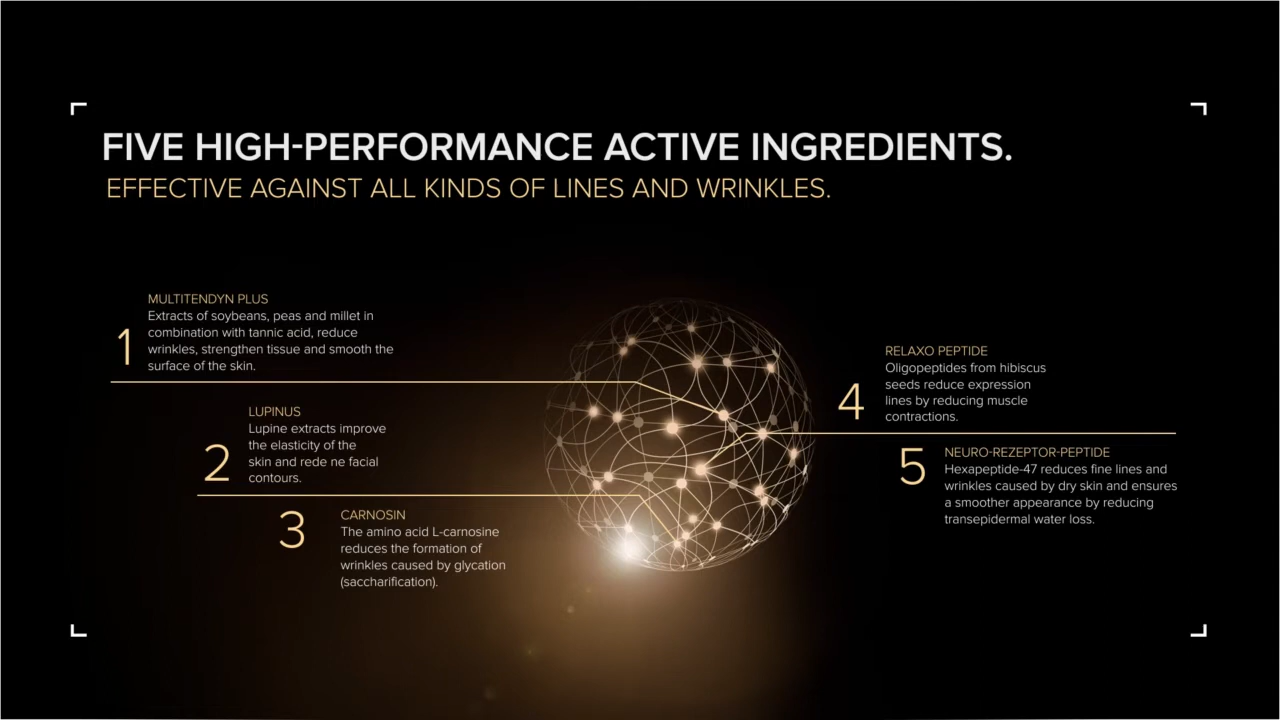 FIVE HIGH-PERFORMANCE ACTIVE INGREDIENTS.
EFFECTIVE AGAINST ALL KINDS OF LINES AND WRINKLES.
1
MULTITENDYN PLUS
Extracts of soybeans, peas and millet in
combination with tannic acid, reduce
wrinkles, strengthen tissue and smooth the
surface of the skin.
2
LUPINUS
Lupine extracts improve
the elasticity of the
skin and rede ne facial
contours.
3
CARNOSIN
The amino acid L-carnosine
reduces the formation of
wrinkles caused by glycation
(saccharification).
4
RELAXO PEPTIDE
Oligopeptides from hibiscus
seeds reduce expression
lines by reducing muscle
contractions.
5
NEURO-REZEPTOR-PEPTIDE
Hexapeptide-47 reduces fine lines and
wrinkles caused by dry skin and ensures
a smoother appearance by reducing
transepidermal water loss.